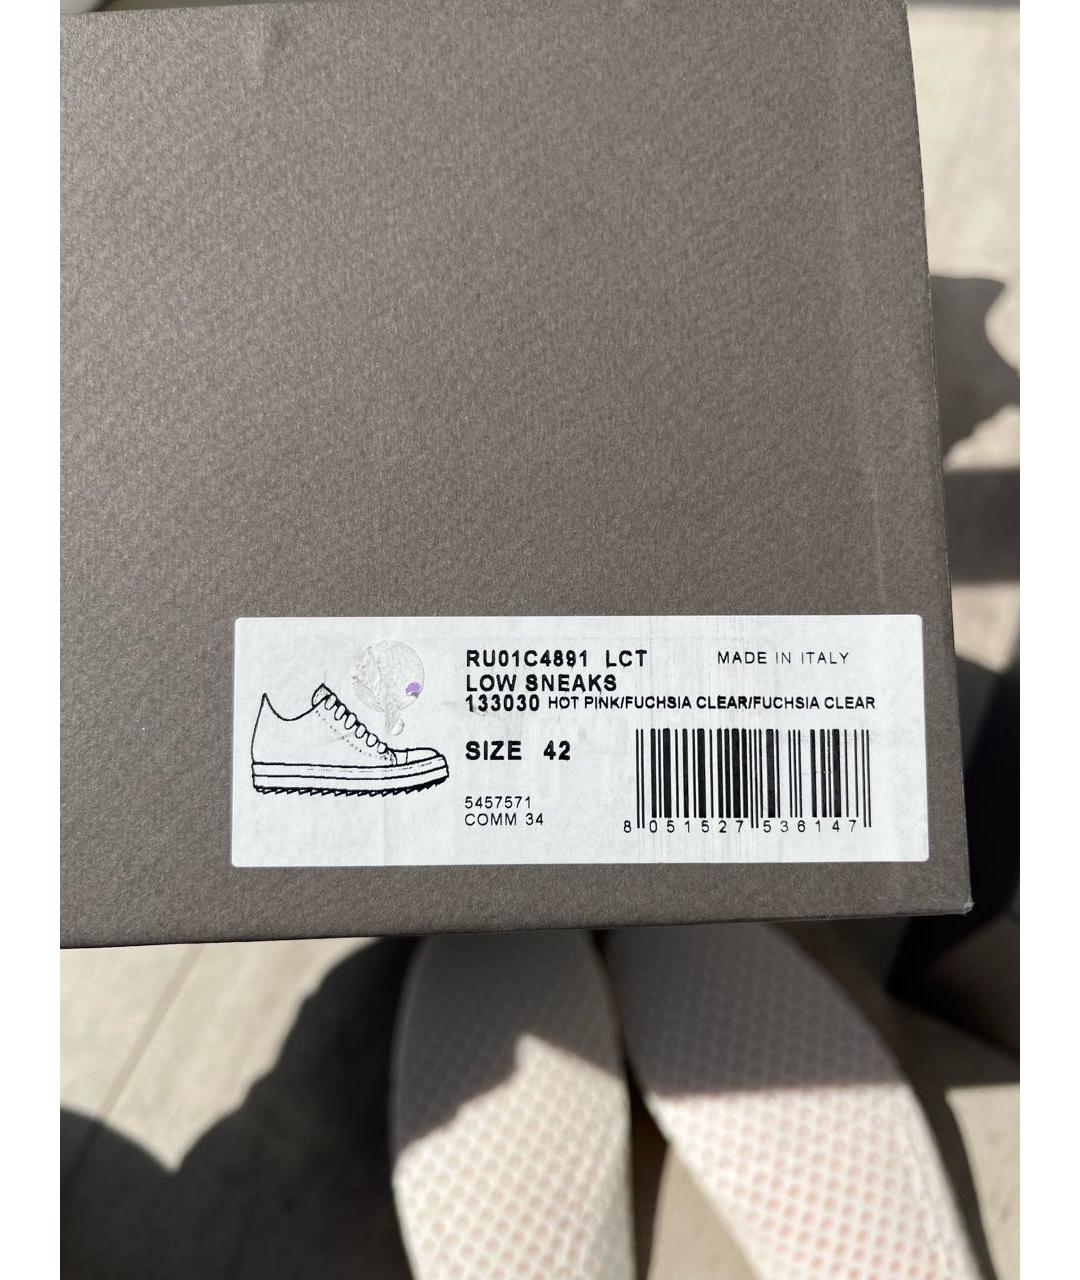 RU01C4891 LCT MADE IN ITALY
LOW SNEAKS
133030 HOT PINK/FUCHSIA CLEAR/FUCHSIA CLEAR
SIZE 42
5457571
COMM 34
8 051527 536147